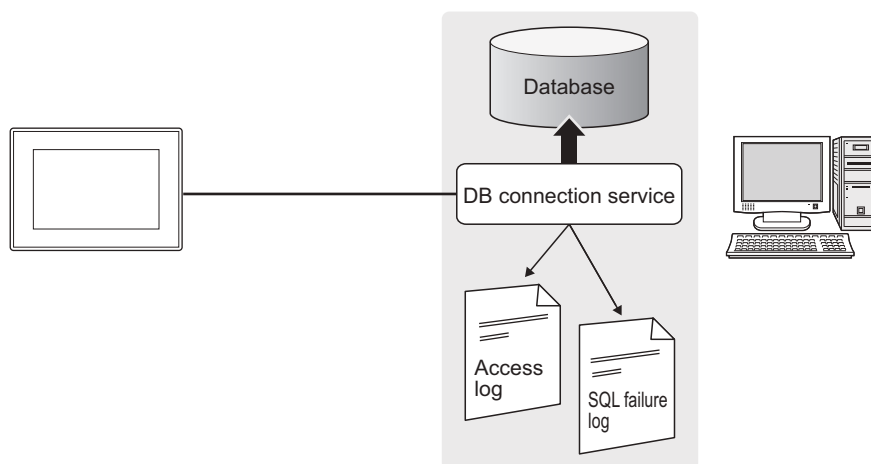 Database
DB connection service
Access
log
SQL failure
log